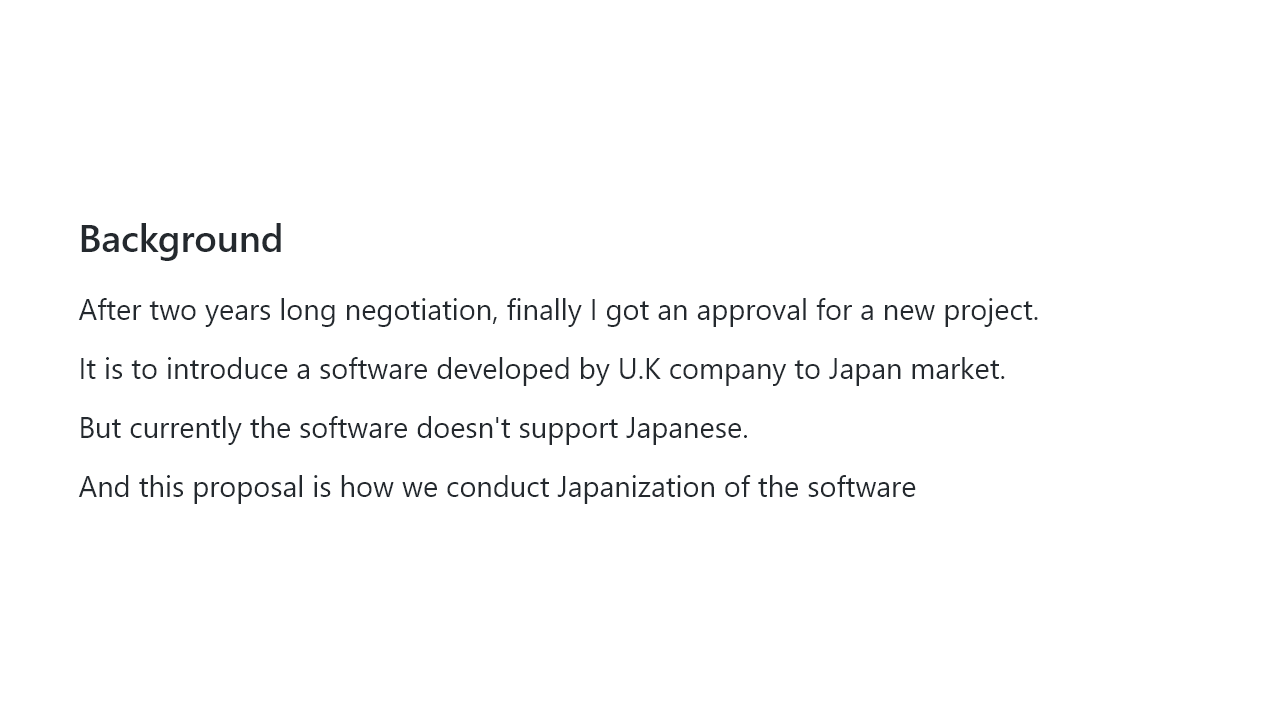 Background
After two years long negotiation, finally I got an approval for a new project.
It is to introduce a software developed by U.K company to Japan market.
But currently the software doesn't support Japanese.
And this proposal is how we conduct Japanization of the software